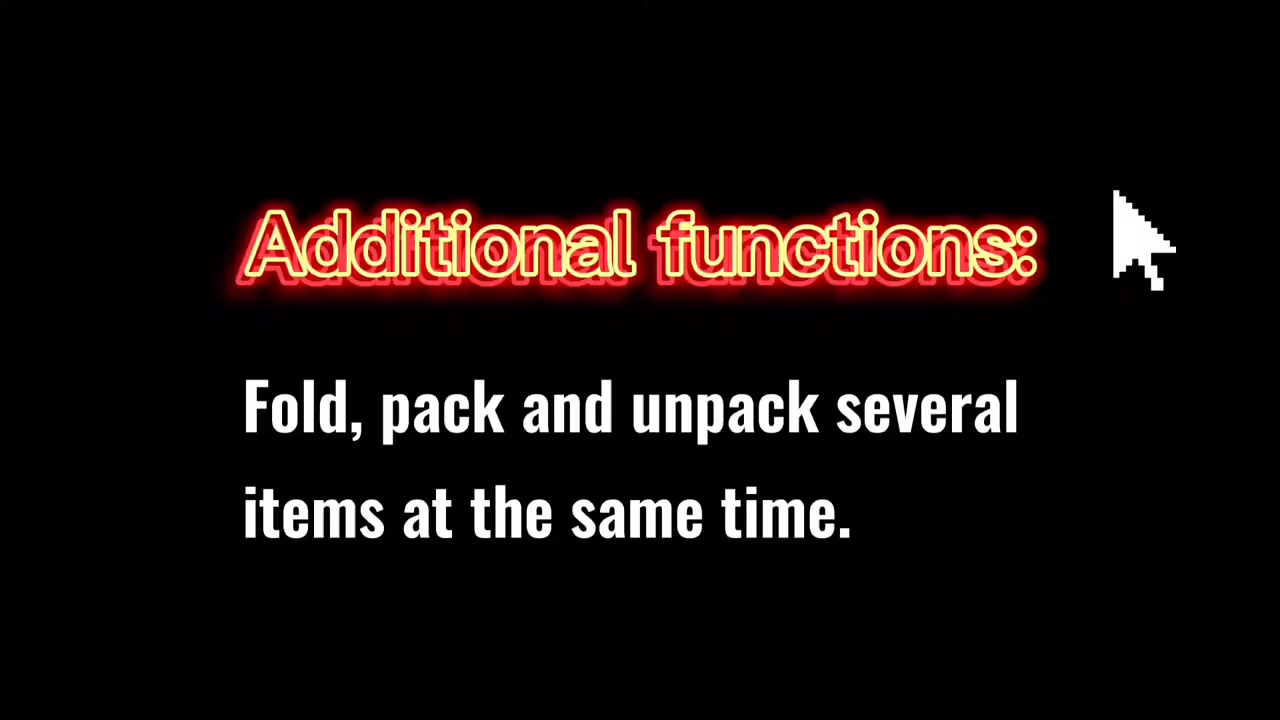 Additional functions:
Fold, pack and unpack several
items at the same time.